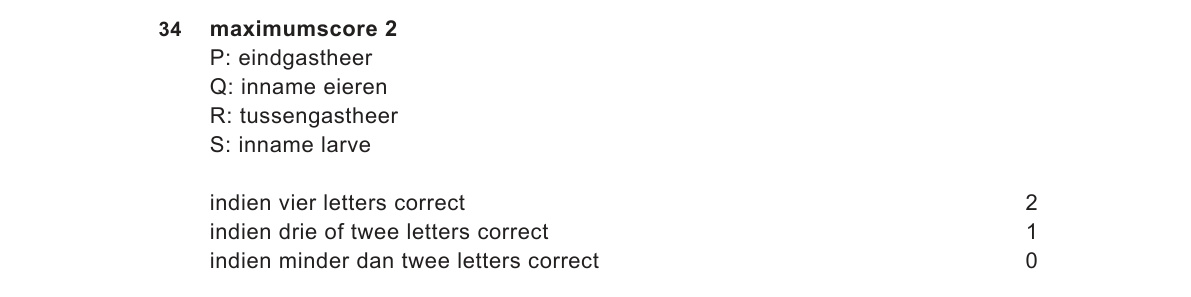 34 maximumscore 2
P: eindgastheer
Q: inname eieren
R: tussengastheer
S: inname larve
indien vier letters correct 2
indien drie of twee letters correct 1
indien minder dan twee letters correct 0